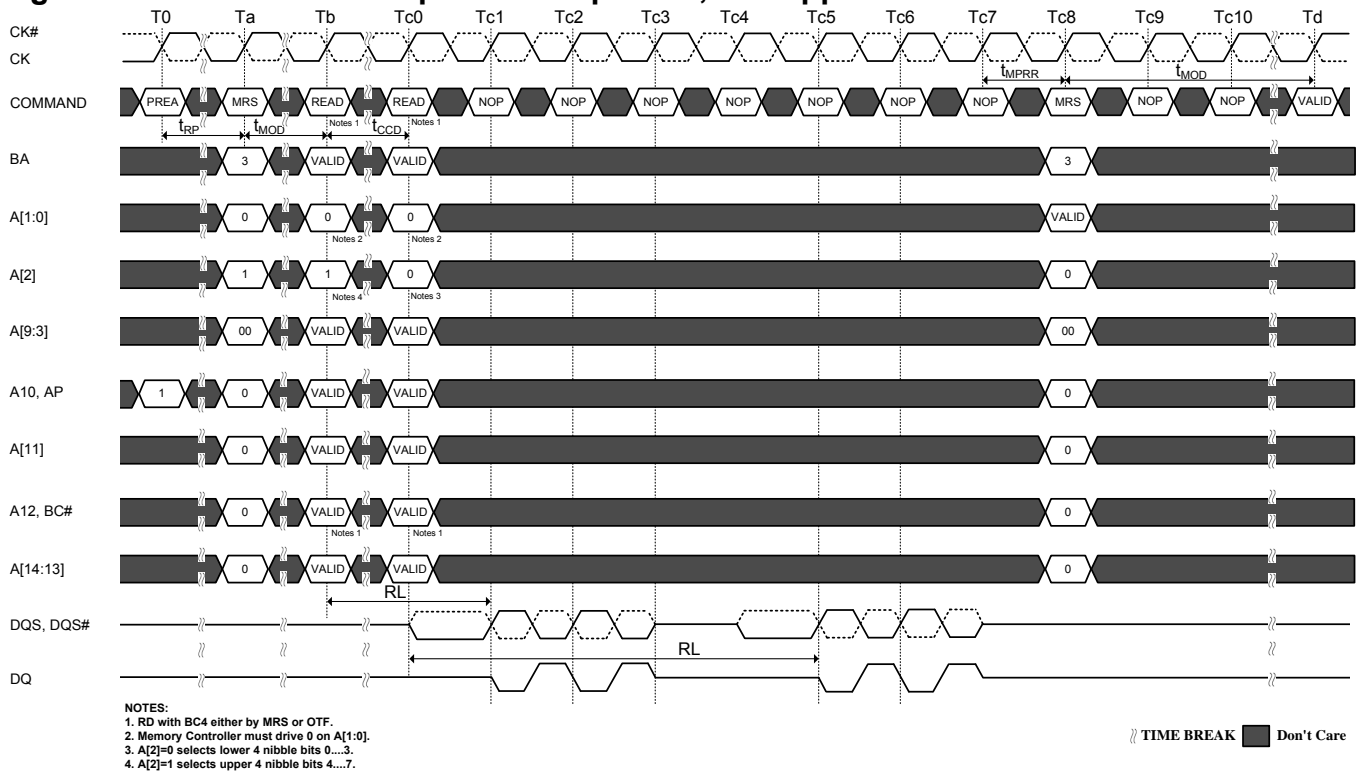 T0 Ta Tb Tc0 Tc1 Tc2 Tc3 Tc4 Tc5 Tc6 Tc7 Tc8 Tc9 Tc10 Td
CK#
CK
tMPRR tMOD
COMMAND PREA MRS READ READ NOP NOP NOP NOP NOP NOP NOP MRS NOP NOP VALID
Notes 1 Notes 1
tRP tMOD tCCD
BA 3 VALID VALID 3
A[1:0] 0 0 0 VALID
Notes 2 Notes 2
A[2] 1 1 0 0
Notes 4 Notes 3
A[9:3] 00 VALID VALID 00
A10, AP 1 0 VALID VALID 0
A[11] 0 VALID VALID 0
A12, BC# 0 VALID VALID 0
Notes 1 Notes 1
A[14:13] 0 VALID VALID 0
RL
DQS, DQS#
RL
DQ
NOTES:
1. RD with BC4 either by MRS or OTF.
2. Memory Controller must drive 0 on A[1:0].
3. A[2]=0 selects lower 4 nibble bits 0....3.
4. A[2]=1 selects upper 4 nibble bits 4....7.
TIME BREAK Don't Care